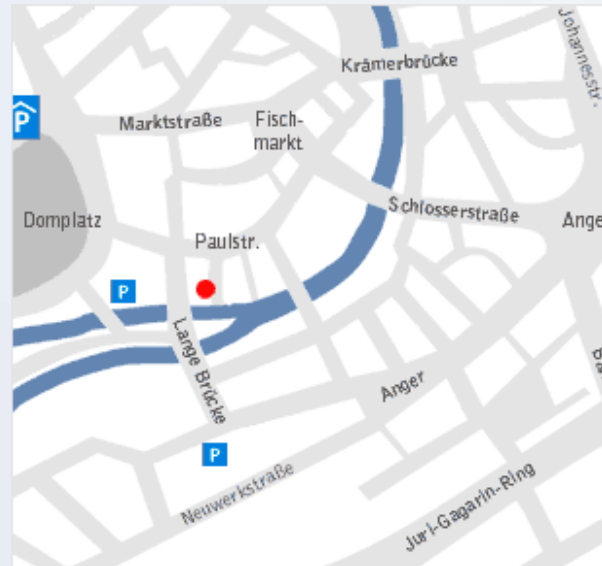 Johannesstr.
Krämerbrücke
P
Marktstraße
Fisch-
markt
Schlosserstraße
Domplatz
Paulstr.
Ange
P
Lange Brücke
Anger
P
Neuwerkstraße
Juri-Gagarin-Ring